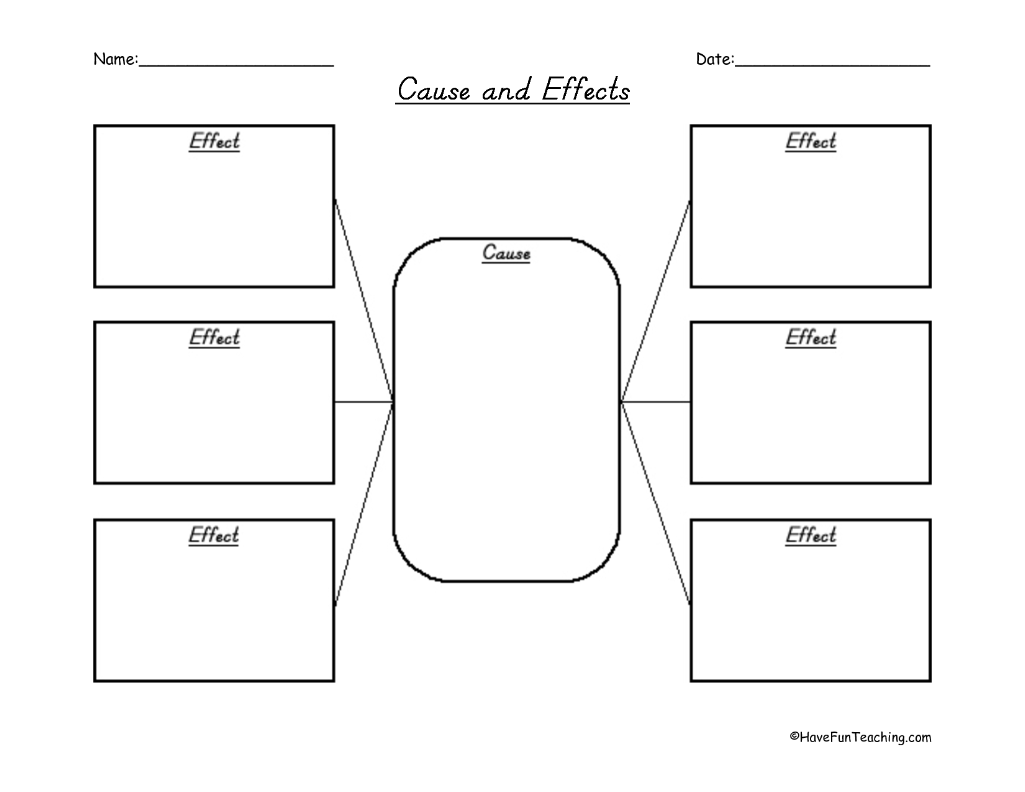 Name:____________________ Date:____________________
Cause and Effects
Effect
Effect
Cause
Effect
Effect
Effect
Effect
©HaveFunTeaching.com